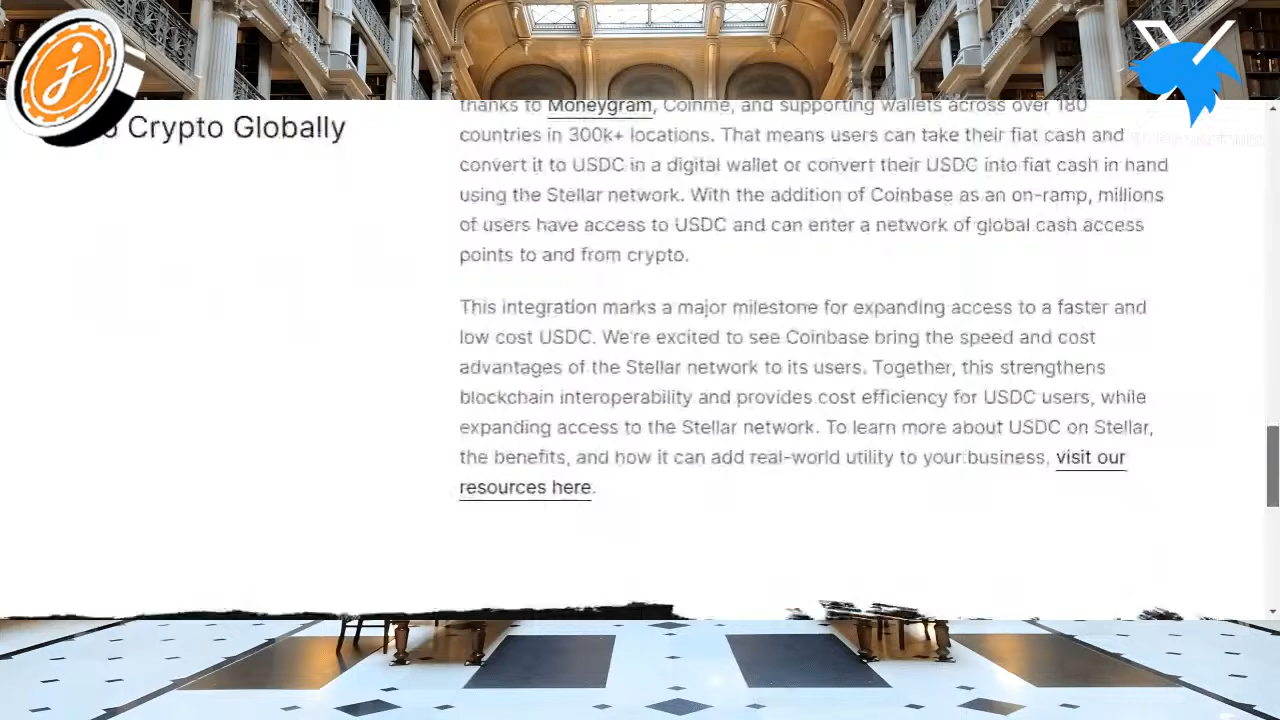 Crypto Globally
thanks to Moneygram, Coinme, and supporting wallets across over 180
countries in 300k+ locations. That means users can take their fiat cash and
convert it to USDC in a digital wallet or convert their USDC into fiat cash in hand
using the Stellar network. With the addition of Coinbase as an on-ramp, millions
of users have access to USDC and can enter a network of global cash access
points to and from crypto.
This integration marks a major milestone for expanding access to a faster and
low cost USDC. We're excited to see Coinbase bring the speed and cost
advantages of the Stellar network to its users. Together, this strengthens
blockchain interoperability and provides cost efficiency for USDC users, while
expanding access to the Stellar network. To learn more about USDC on Stellar,
the benefits, and how it can add real-world utility to your business, visit our
resources here.